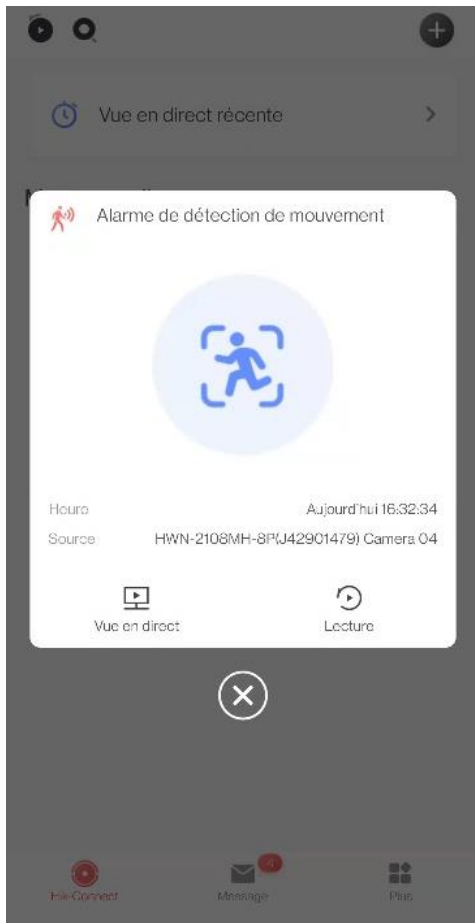 Vue en direct récente
Alarme de détection de mouvement
Heure Aujourd'hui 16:32:34
Source HWN-2108MH-8P(J42901479) Camera 04
Vue en direct Lecture
4
Hik-Connect Message Plus